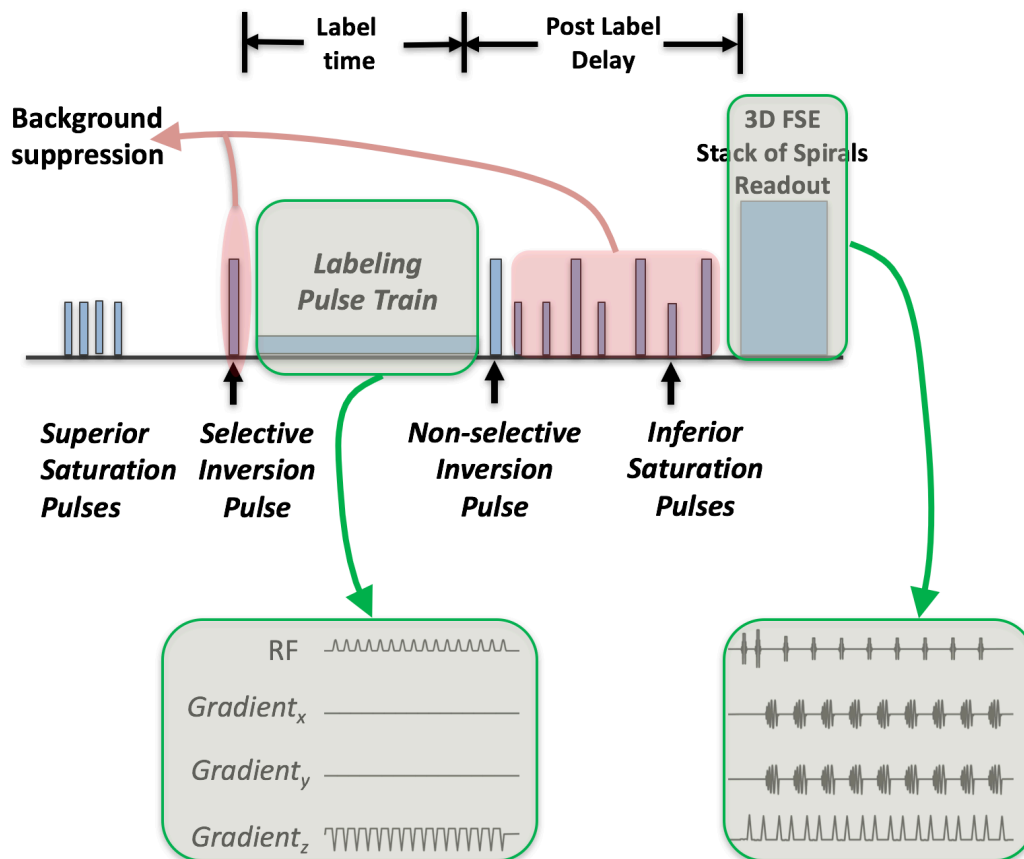 Label
time
Post Label
Delay
Background
suppression
3D FSE
Stack of Spirals
Readout
Labeling
Pulse Train
Superior
Saturation
Pulses
Selective
Inversion
Pulse
Non-selective
Inversion
Pulse
Inferior
Saturation
Pulses
RF
Gradientx
Gradienty
Gradientz